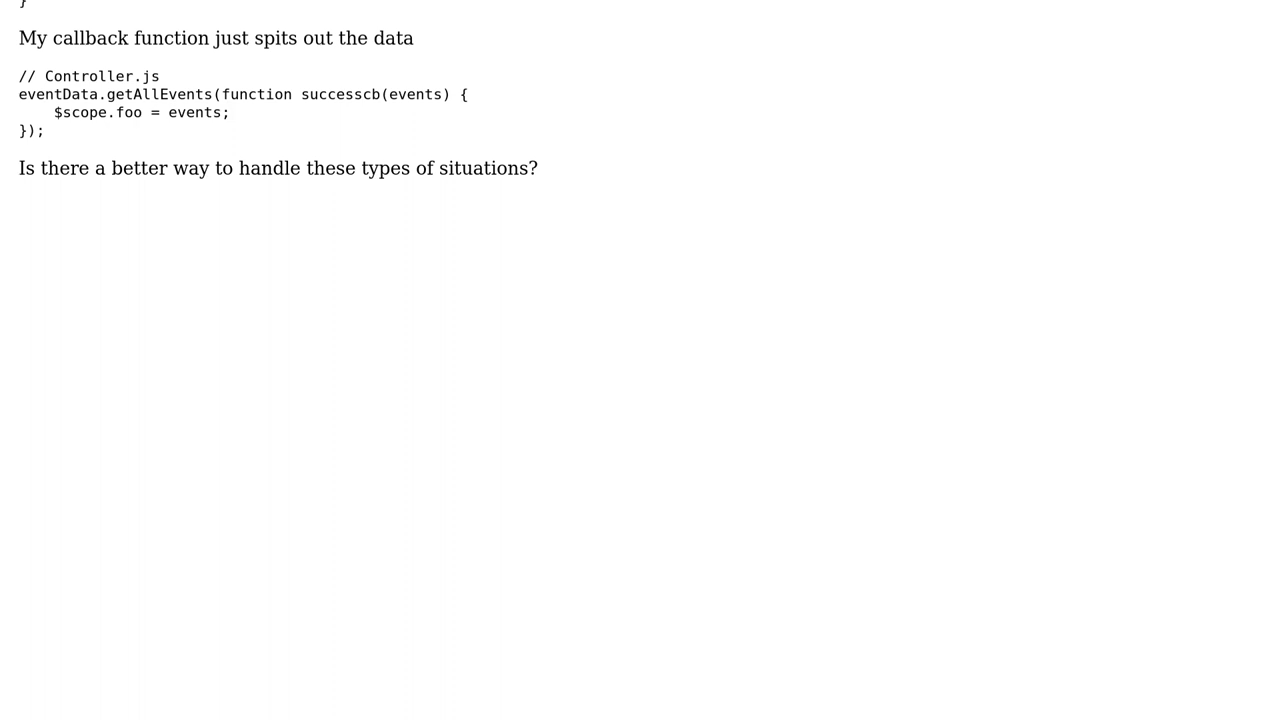 }
My callback function just spits out the data
// Controller.js
eventData.getAllEvents(function successcb(events) {
    $scope.foo = events;
});
Is there a better way to handle these types of situations?